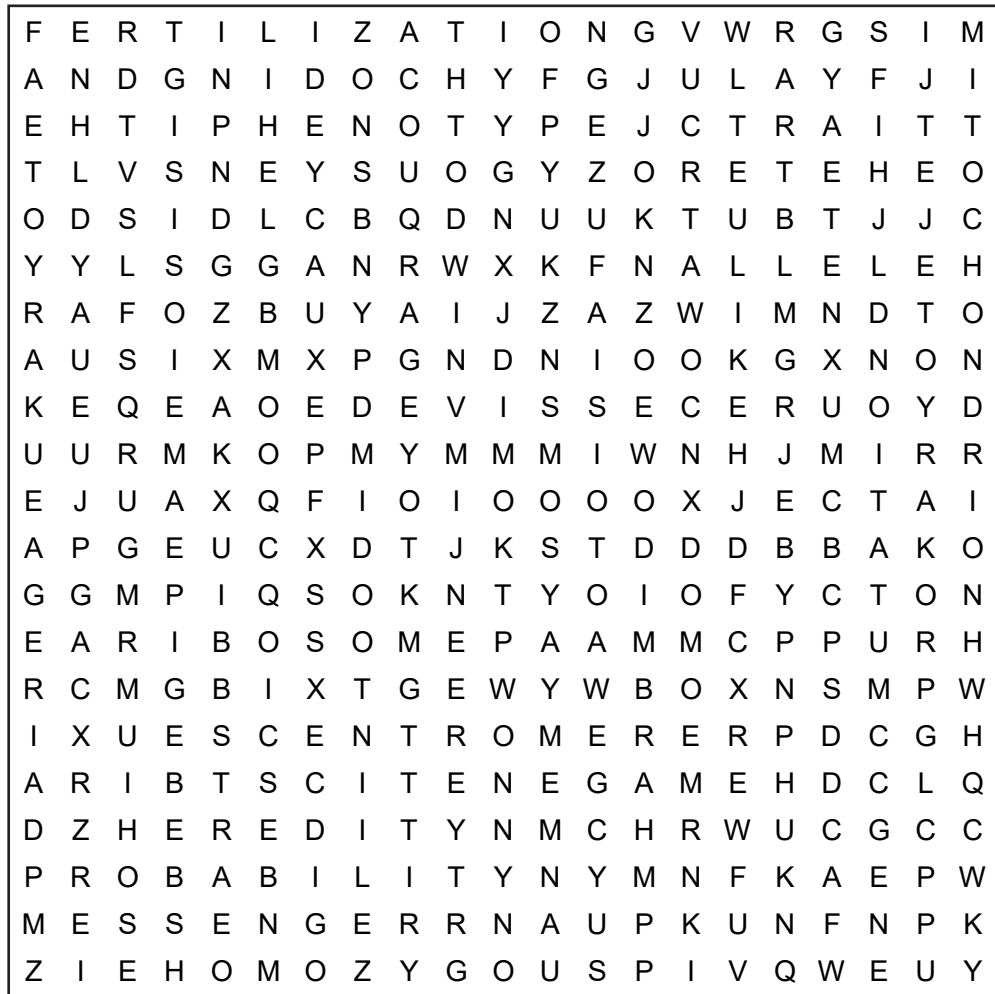 F E R T I L I Z A T I O N G V W R G S I M
A N D G N I D O C H Y F G J U L A Y F J I
E H T I P H E N O T Y P E J C T R A I T T
T L V S N E Y S U O G Y Z O R E T E H E O
O D S I D L C B Q D N U U K T U B T J J C
Y Y L S G G A N R W X K F N A L L E L E H
R A F O Z B U Y A I J Z A Z W I M N D T O
A U S I X M X P G N D N I O O K G X N O N
K E Q E A O E D E V I S S E C E R U O Y D
U U R M K O P M Y M M M I W N H J M I R R
E J U A X Q F I O I O O O O X J E C T A I
A P G E U C X D T J K S T D D D B B A K O
G G M P I Q S O K N T Y O I O F Y C T O N
E A R I B O S O M E P A A M M C P P U R H
R C M G B I X T G E W Y W B O X N S M P W
I X U E S C E N T R O M E R E R P D C G H
A R I B T S C I T E N E G A M E H D C L Q
D Z H E R E D I T Y N M C H R W U C G C C
P R O B A B I L I T Y N Y M N F K A E P W
M E S S E N G E R R N A U P K U N F N P K
Z I E H O M O Z Y G O U S P I V Q W E U Y